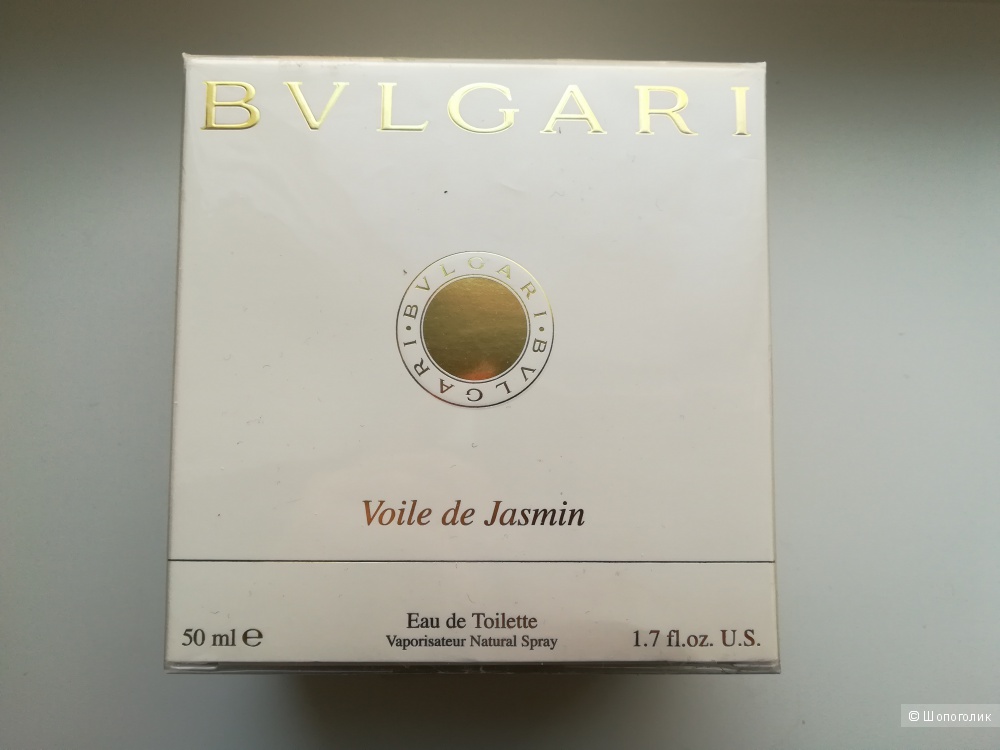 BVLGARI
BVLGARI • BVLGARI •
Voile de Jasmin
Eau de Toilette
50 ml ℮ Vaporisateur Natural Spray 1.7 fl.oz. U.S.
© Шопоголик